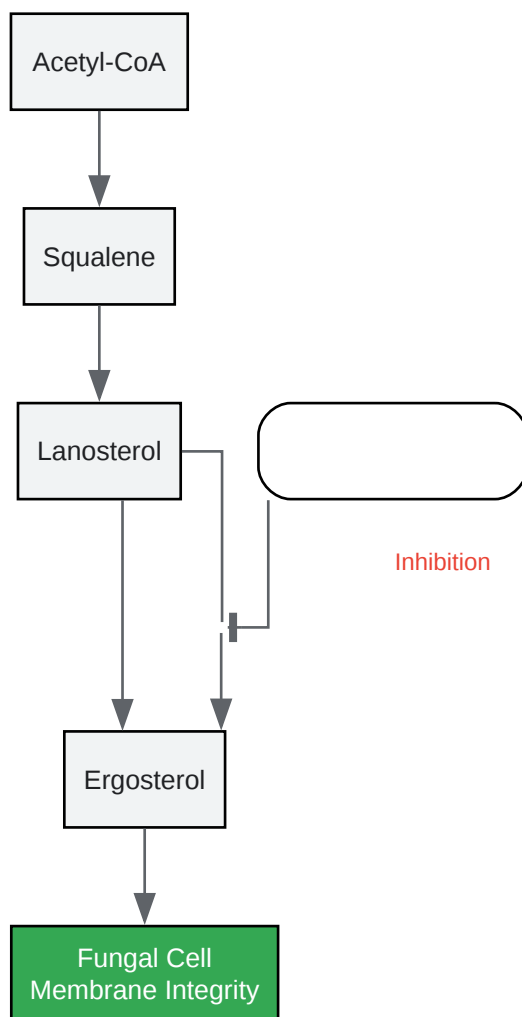 Acetyl-CoA
Squalene
Lanosterol
Inhibition
Ergosterol
Fungal Cell
Membrane Integrity